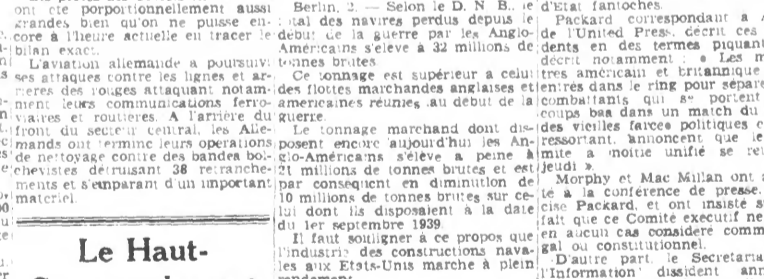 ont été porportionnellement aussi
grandes bien qu'on ne puisse en-
core à l'heure actuelle en tracer le
bilan exact.
L'aviation allemande a poursuivi
ses attaques contre les lignes et ar-
rieres des rouges attaquant notam-
ment leurs communications ferro-
viaires et routieres. A l'arrière du
front du secteur central, les Alle-
mands ont terminé leurs operations
de nettoyage contre des bandes bol-
chevistes détruisant 38 retranche-
ments et s'emparant d'un important
materiel.
Le Haut-
Berlin, 2. — Selon le D. N. B., le
total des navires perdus depuis le
début de la guerre par les Anglo-
Américains s'élève à 32 millions de
tonnes brutes
Ce tonnage est supérieur a celui
des flottes marchandes anglaises et
americaines réunies au début de la
guerre.
Le tonnage marchand dont dis-
posent encore aujourd'hui les An-
glo-Américains s'élève a peine à
21 millions de tonnes brutes et est
par conséquent en diminution de
10 millions de tonnes brutes sur ce-
lui dont ils disposaient à la date
du 1er septembre 1939.
Il faut souligner à ce propos que
l'industrie des constructions nava-
les aux Etats-Unis marche à plein
rendement.
d'Etat fantoches.
Packard correspondant a
de l'United Press, décrit ces
dents en des termes piquant
décrit notamment : « Les m
tres américain et britannique
entrés dans le ring pour sépare
combattants qui se portent
coups bas dans un match du
des vieilles farces politiques
ressortant, annoncent que le
mité a moitié unifié se re
jeudi ».
Morphy et Mac Millan ont a
té à la conférence de presse,
cise Packard, et ont insisté s
fait que ce Comité executif ne
en aucun cas considéré comm
gal ou constitutionnel.
D'autre part, le Secretaria
l'Information disident ann